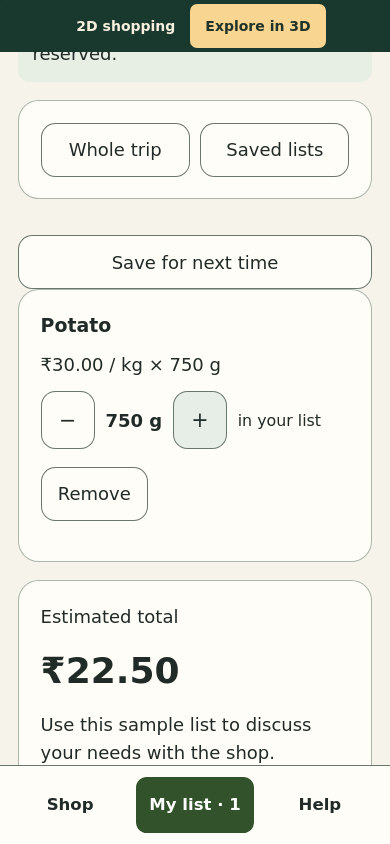 2D shopping
Explore in 3D
reserved.
Whole trip
Saved lists
Save for next time
Potato
₹30.00 / kg × 750 g
− 750 g + in your list
Remove
Estimated total
₹22.50
Use this sample list to discuss
your needs with the shop.
Shop
My list · 1
Help